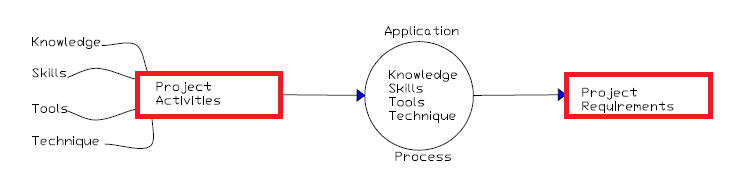 Knowledge
Skills
Tools
Technique
Project
Activities
Application
Knowledge
Skills
Tools
Technique
Process
Project
Requirements